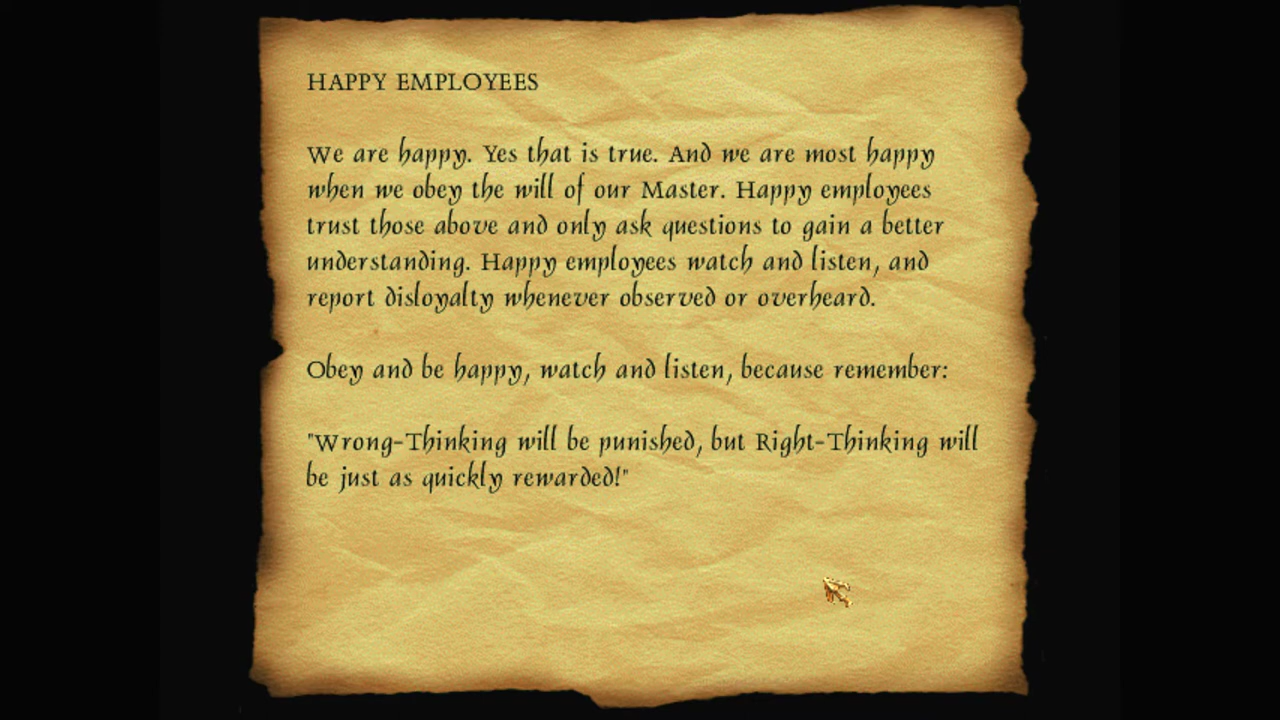 HAPPY EMPLOYEES
We are happy. Yes that is true. And we are most happy
when we obey the will of our Master. Happy employees
trust those above and only ask questions to gain a better
understanding. Happy employees watch and listen, and
report disloyalty whenever observed or overheard.
Obey and be happy, watch and listen, because remember:
"Wrong-Thinking will be punished, but Right-Thinking will
be just as quickly rewarded!"